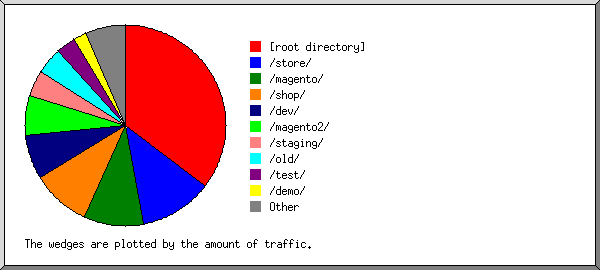 [root directory]
/store/
/magento/
/shop/
/dev/
/magento2/
/staging/
/old/
/test/
/demo/
Other
The wedges are plotted by the amount of traffic.